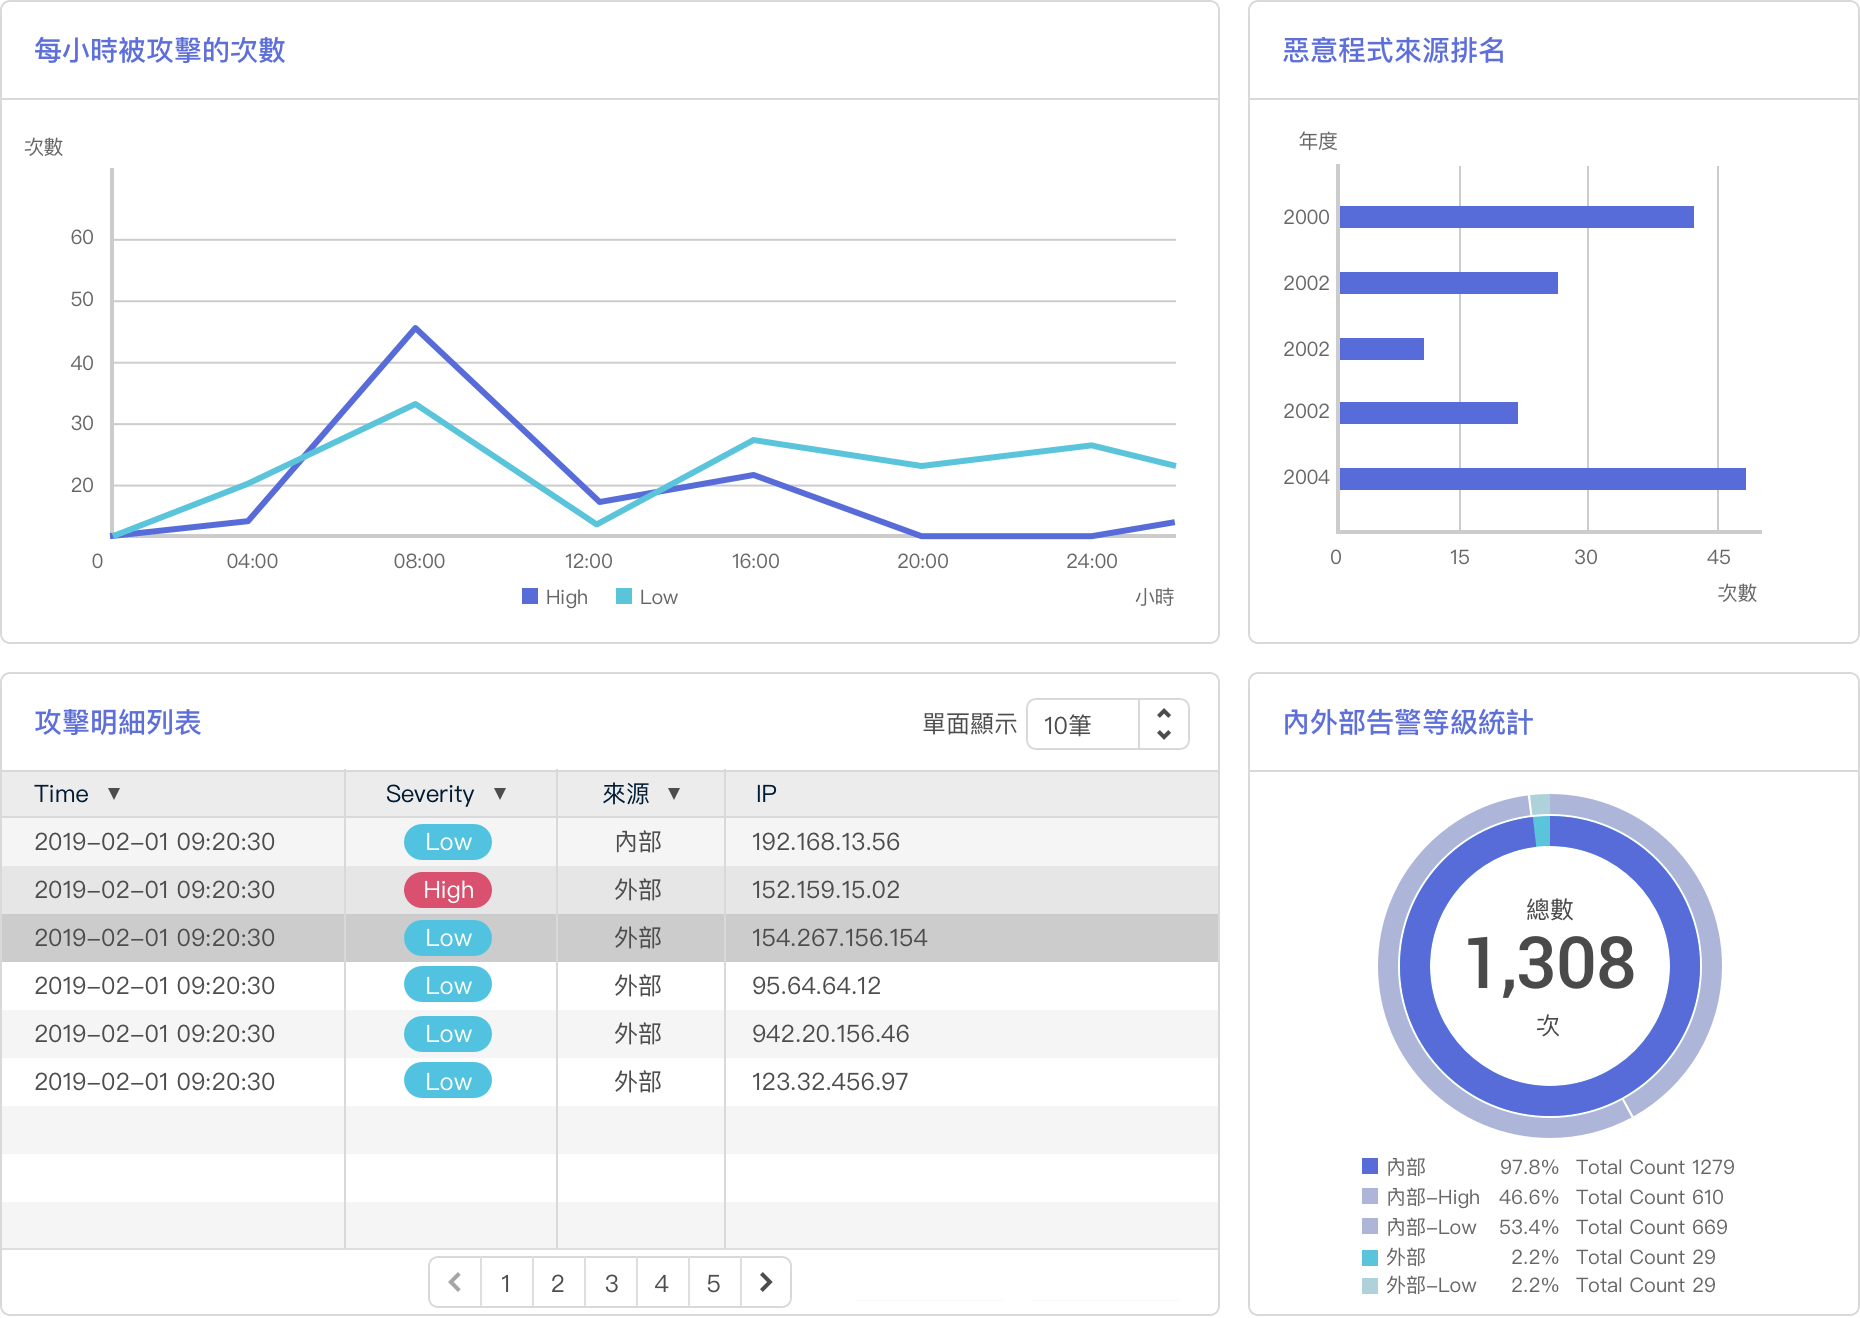 每小時被攻擊的次數
次數
60
50
40
30
20
0 04:00 08:00 12:00 16:00 20:00 24:00
High Low 小時
惡意程式來源排名
年度
2000
2002
2002
2002
2004
0 15 30 45
次數
攻擊明細列表 單面顯示 10筆
Time ▼ Severity ▼ 來源 ▼ IP
2019-02-01 09:20:30 Low 內部 192.168.13.56
2019-02-01 09:20:30 High 外部 152.159.15.02
2019-02-01 09:20:30 Low 外部 154.267.156.154
2019-02-01 09:20:30 Low 外部 95.64.64.12
2019-02-01 09:20:30 Low 外部 942.20.156.46
2019-02-01 09:20:30 Low 外部 123.32.456.97
1 2 3 4 5
內外部告警等級統計
總數
1,308
次
內部 97.8% Total Count 1279
內部-High 46.6% Total Count 610
內部-Low 53.4% Total Count 669
外部 2.2% Total Count 29
外部-Low 2.2% Total Count 29